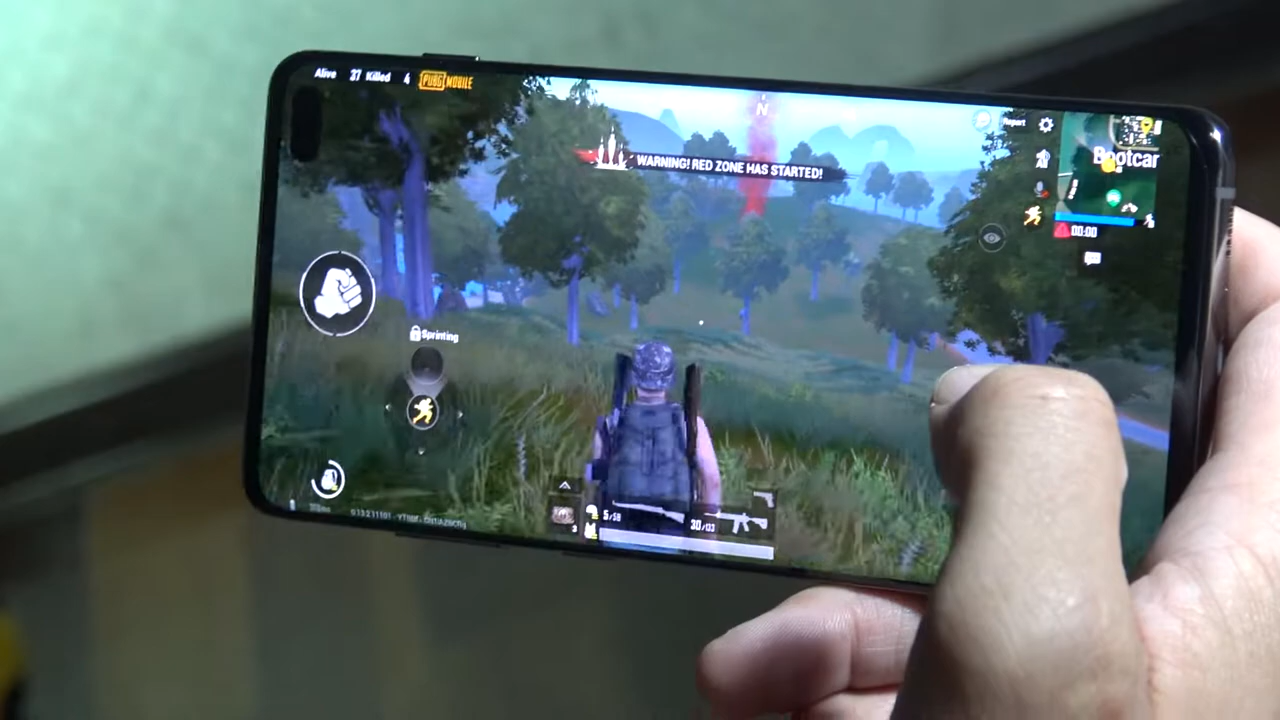 Alive 37 Killed 4 PUBG MOBILE
N
WARNING! RED ZONE HAS STARTED!
Report
Bootcar
00:00
Sprinting
5/58
30/
3